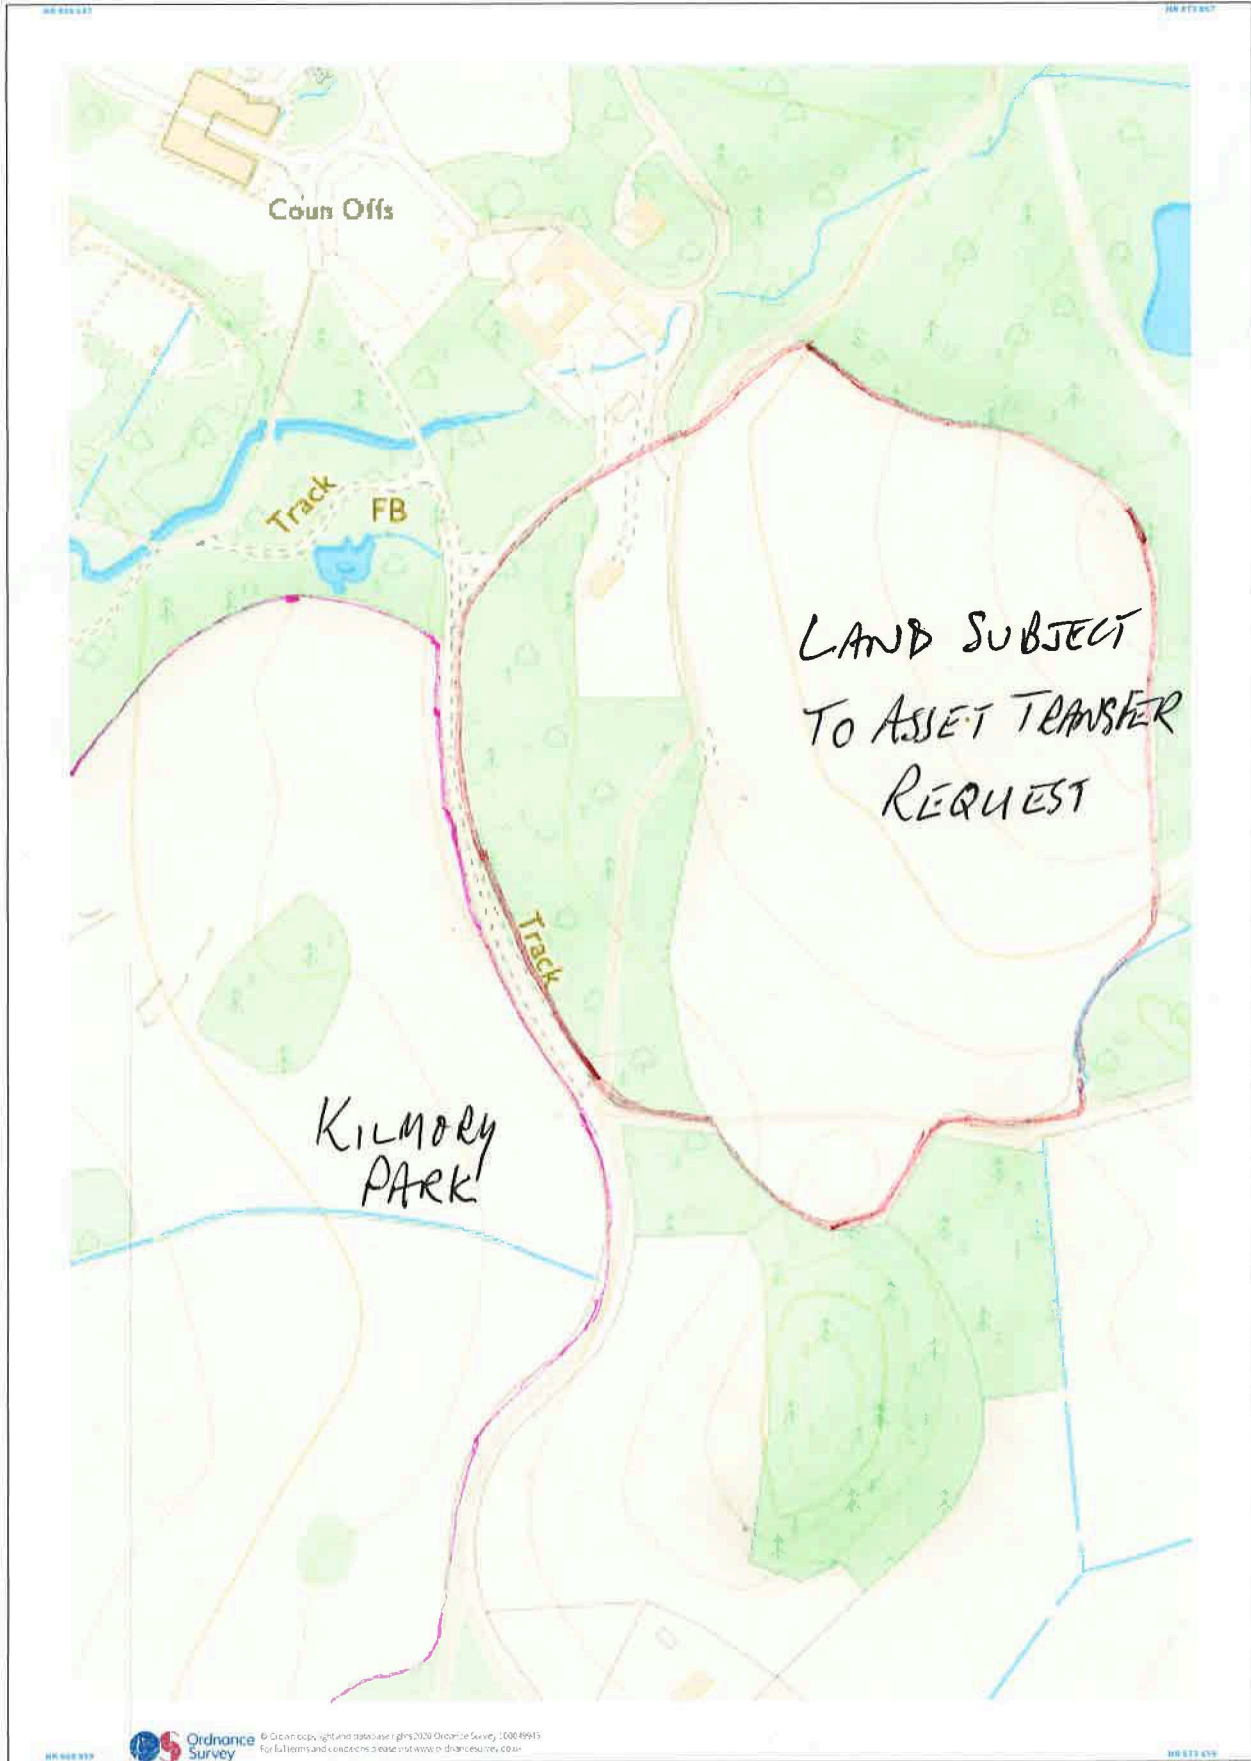 Coun Offs
Track
FB
LAND SUBJECT
TO ASSET TRANSFER
REQUEST
Track
KILMORY
PARK
Ordnance
Survey